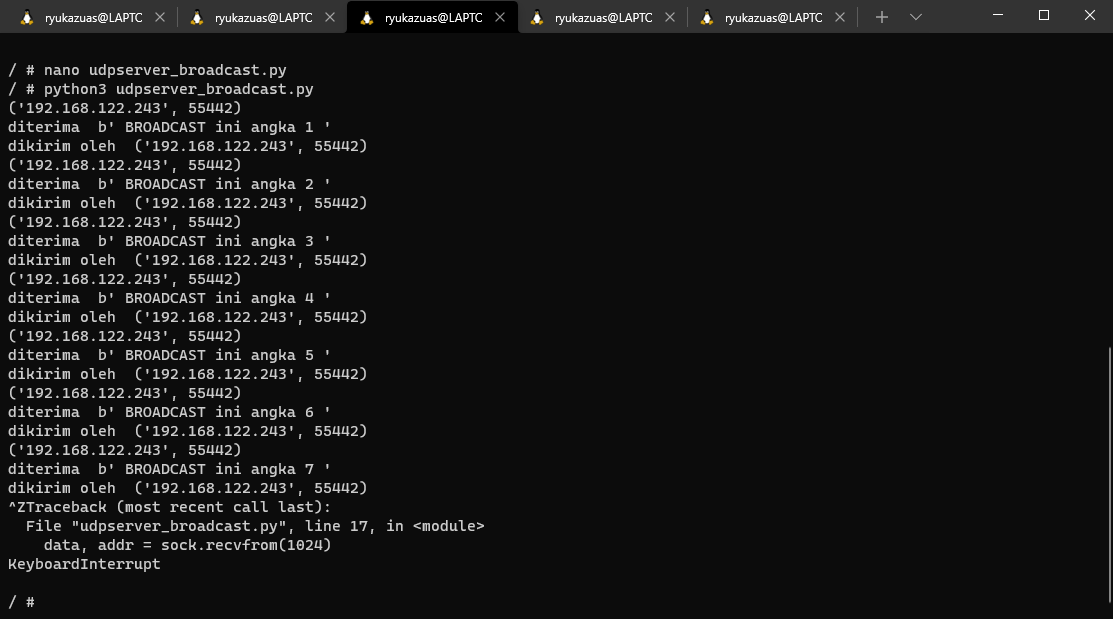 ryukazuas@LAPTC ryukazuas@LAPTC ryukazuas@LAPTC ryukazuas@LAPTC ryukazuas@LAPTC
/ # nano udpserver_broadcast.py
/ # python3 udpserver_broadcast.py
('192.168.122.243', 55442)
diterima  b' BROADCAST ini angka 1 '
dikirim oleh  ('192.168.122.243', 55442)
('192.168.122.243', 55442)
diterima  b' BROADCAST ini angka 2 '
dikirim oleh  ('192.168.122.243', 55442)
('192.168.122.243', 55442)
diterima  b' BROADCAST ini angka 3 '
dikirim oleh  ('192.168.122.243', 55442)
('192.168.122.243', 55442)
diterima  b' BROADCAST ini angka 4 '
dikirim oleh  ('192.168.122.243', 55442)
('192.168.122.243', 55442)
diterima  b' BROADCAST ini angka 5 '
dikirim oleh  ('192.168.122.243', 55442)
('192.168.122.243', 55442)
diterima  b' BROADCAST ini angka 6 '
dikirim oleh  ('192.168.122.243', 55442)
('192.168.122.243', 55442)
diterima  b' BROADCAST ini angka 7 '
dikirim oleh  ('192.168.122.243', 55442)
^ZTraceback (most recent call last):
  File "udpserver_broadcast.py", line 17, in <module>
    data, addr = sock.recvfrom(1024)
KeyboardInterrupt
/ #